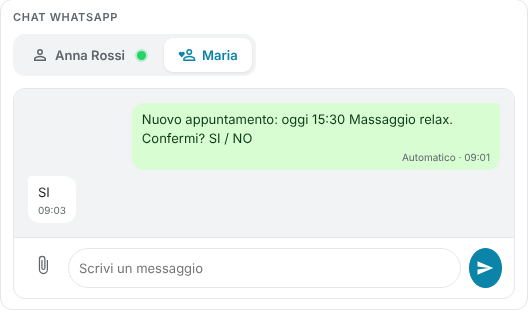 CHAT WHATSAPP
Anna Rossi
Maria
Nuovo appuntamento: oggi 15:30 Massaggio relax.
Confermi? SI / NO
Automatico · 09:01
SI
09:03
Scrivi un messaggio